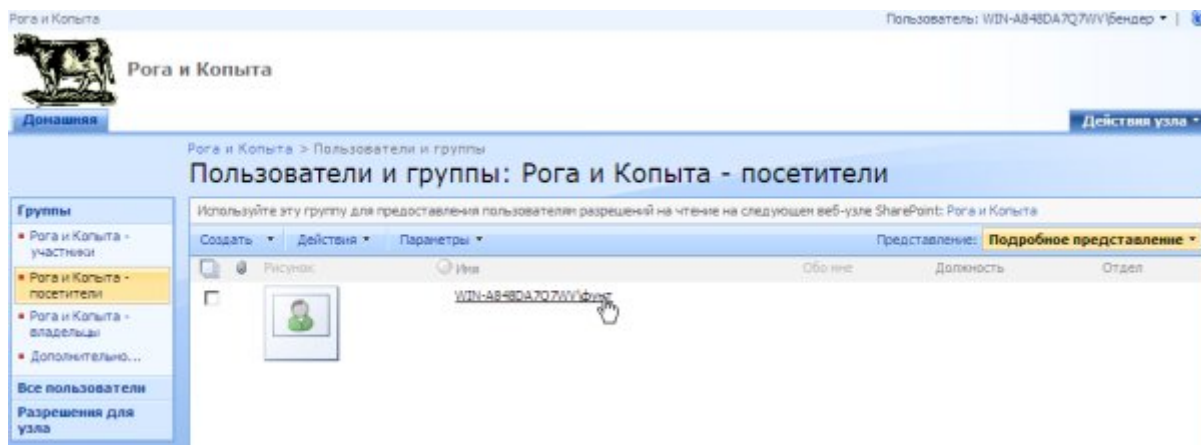 Рога и Копыта
Пользователь: WIN-A848DA7Q7WV\бендер
Рога и Копыта
Домашняя
Действия узла
Рога и Копыта > Пользователи и группы
Пользователи и группы: Рога и Копыта - посетители
Группы
Рога и Копыта -
участники
Рога и Копыта -
посетители
Рога и Копыта -
владельцы
Дополнительно...
Все пользователи
Разрешения для
узла
Используйте эту группу для предоставления пользователям разрешений на чтение на следующем веб-узле SharePoint: Рога и Копыта
Создать Действия Параметры Представление: Подробное представление
Рисунок Имя Обо мне Должность Отдел
WIN-A848DA7Q7WV\фунт